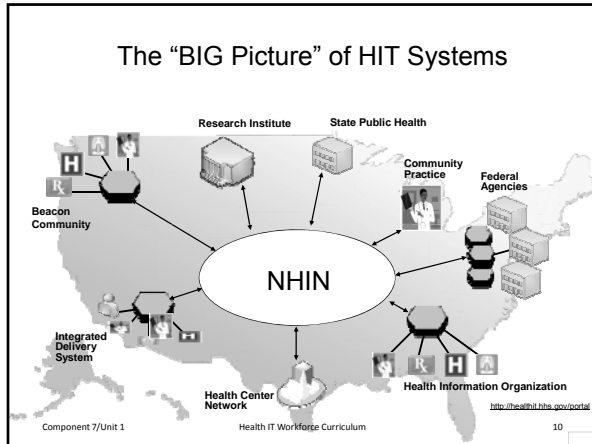 The “BIG Picture” of HIT Systems
Research Institute
State Public Health
Community
Practice
Federal
Agencies
H
Rx
Beacon
Community
NHIN
H
Integrated
Delivery
System
Rx
H
Health Information Organization
Health Center
Network
http://healthit.hhs.gov/portal
Component 7/Unit 1
Health IT Workforce Curriculum
10